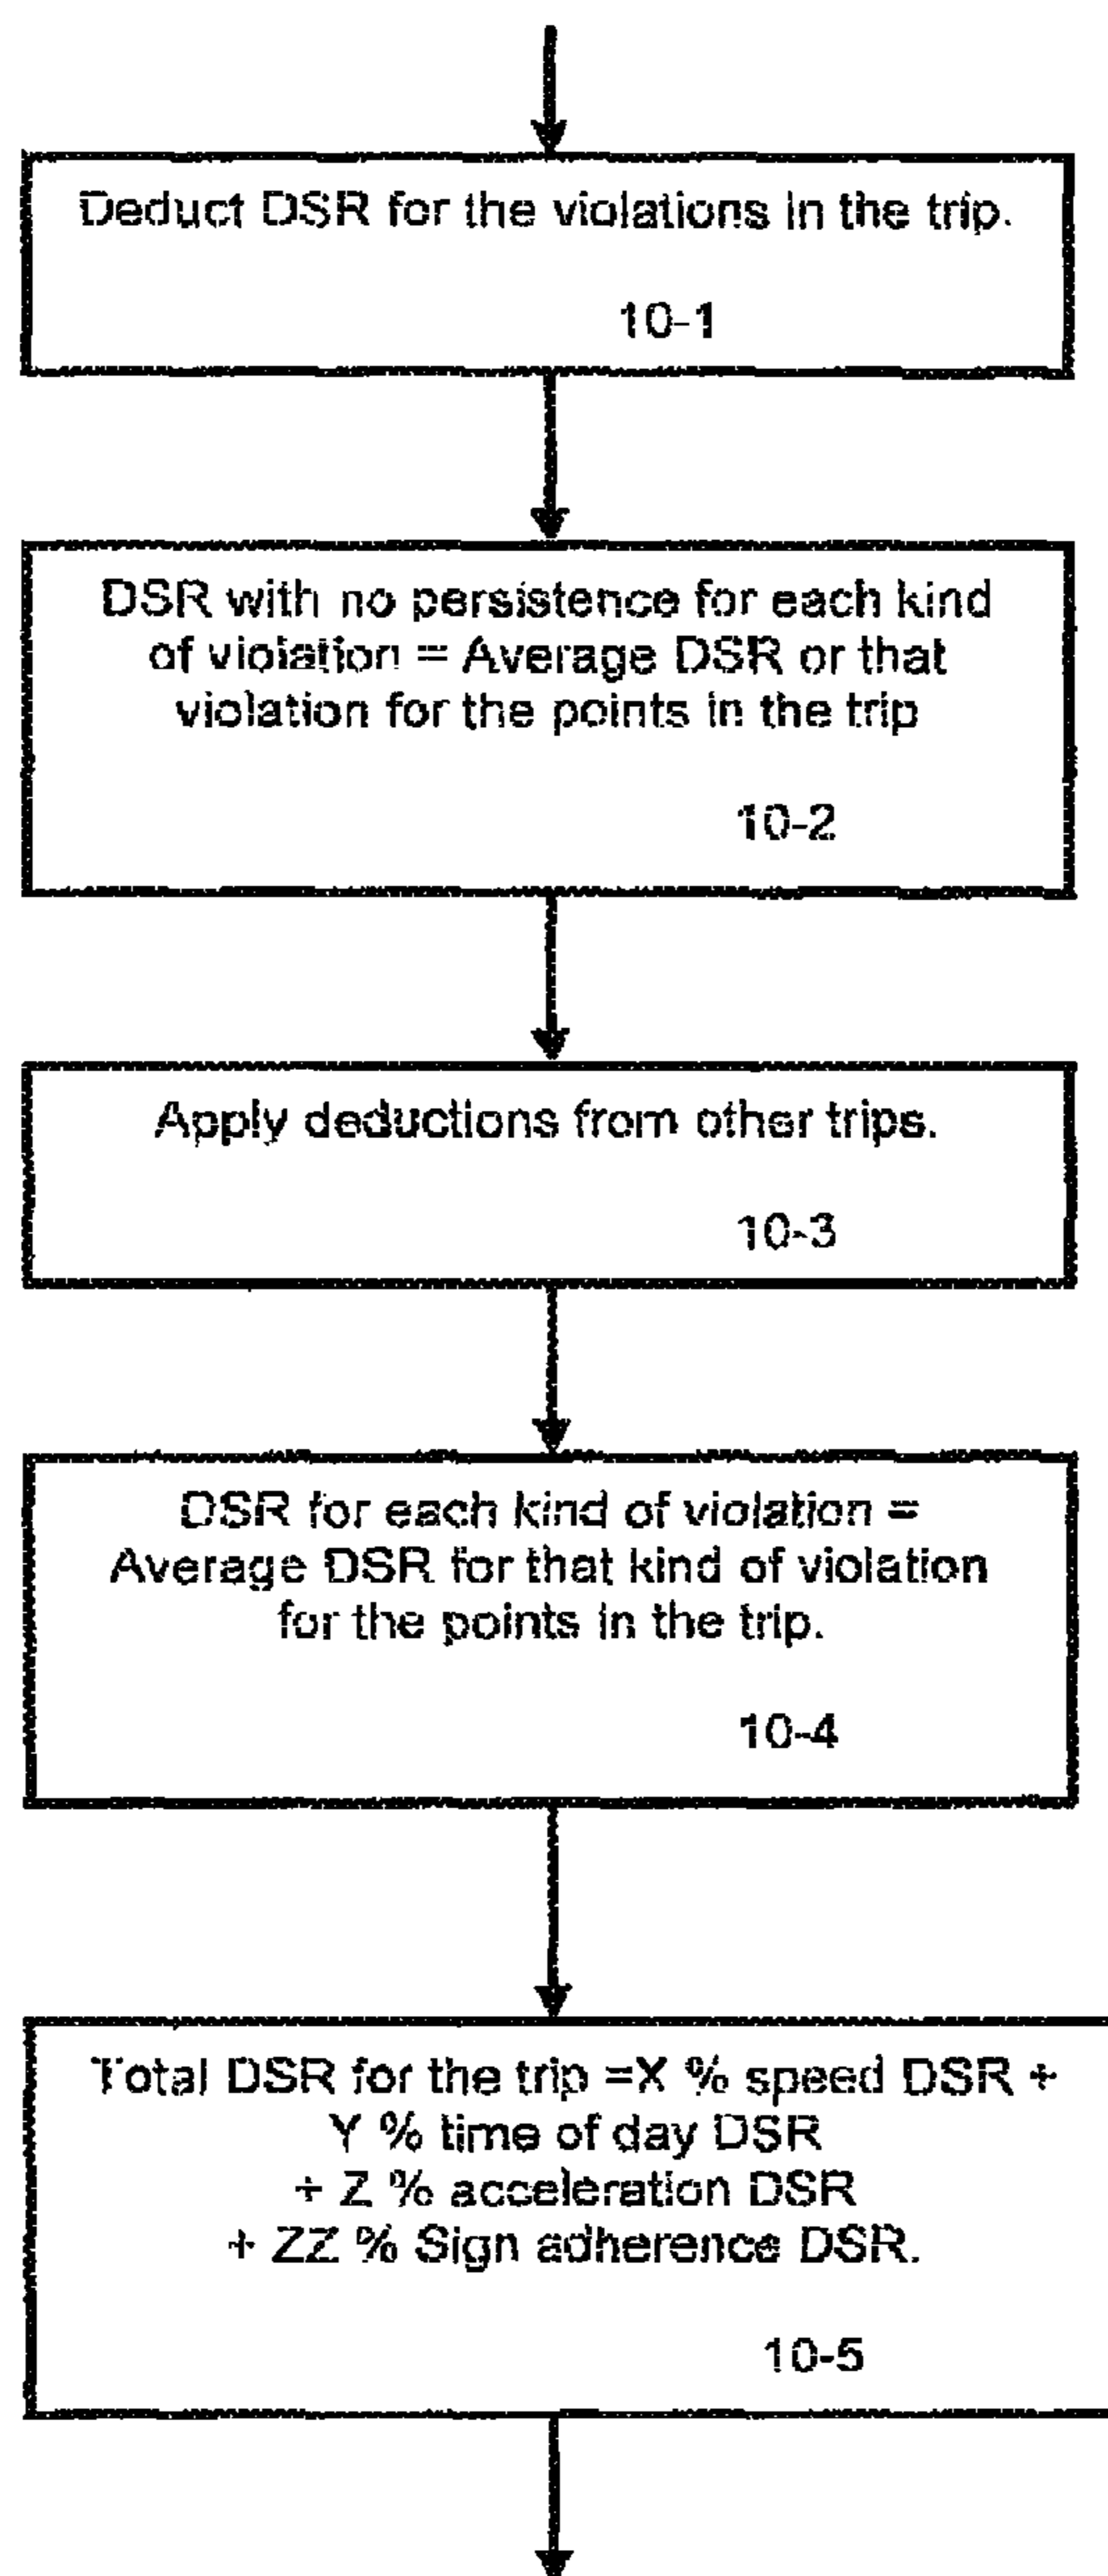 Deduct DSR for the violations in the trip.
10-1
DSR with no persistence for each kind
of violation = Average DSR or that
violation for the points in the trip
10-2
Apply deductions from other trips.
10-3
DSR for each kind of violation =
Average DSR for that kind of violation
for the points in the trip.
10-4
Total DSR for the trip =X % speed DSR +
Y % time of day DSR
+ Z % acceleration DSR
+ ZZ % Sign adherence DSR.
10-5